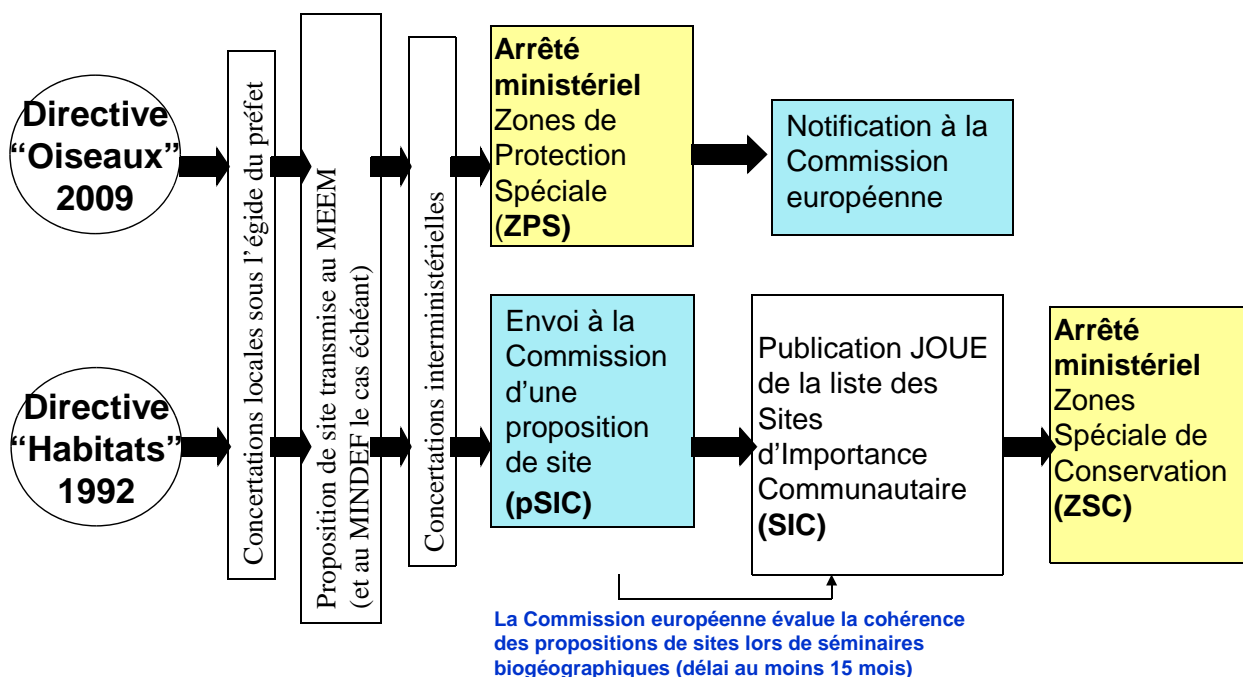 Directive
“Oiseaux”
2009
Directive
“Habitats”
1992
Concertations locales sous l’égide du préfet
Proposition de site transmise au MEEM
(et au MINDEF le cas échéant)
Concertations interministérielles
Arrêté
ministériel
Zones de
Protection
Spéciale
(ZPS)
Notification à la
Commission
européenne
Envoi à la
Commission
d’une
proposition
de site
(pSIC)
Publication JOUE
de la liste des
Sites
d’Importance
Communautaire
(SIC)
Arrêté
ministériel
Zones
Spéciale de
Conservation
(ZSC)
La Commission européenne évalue la cohérence
des propositions de sites lors de séminaires
biogéographiques (délai au moins 15 mois)